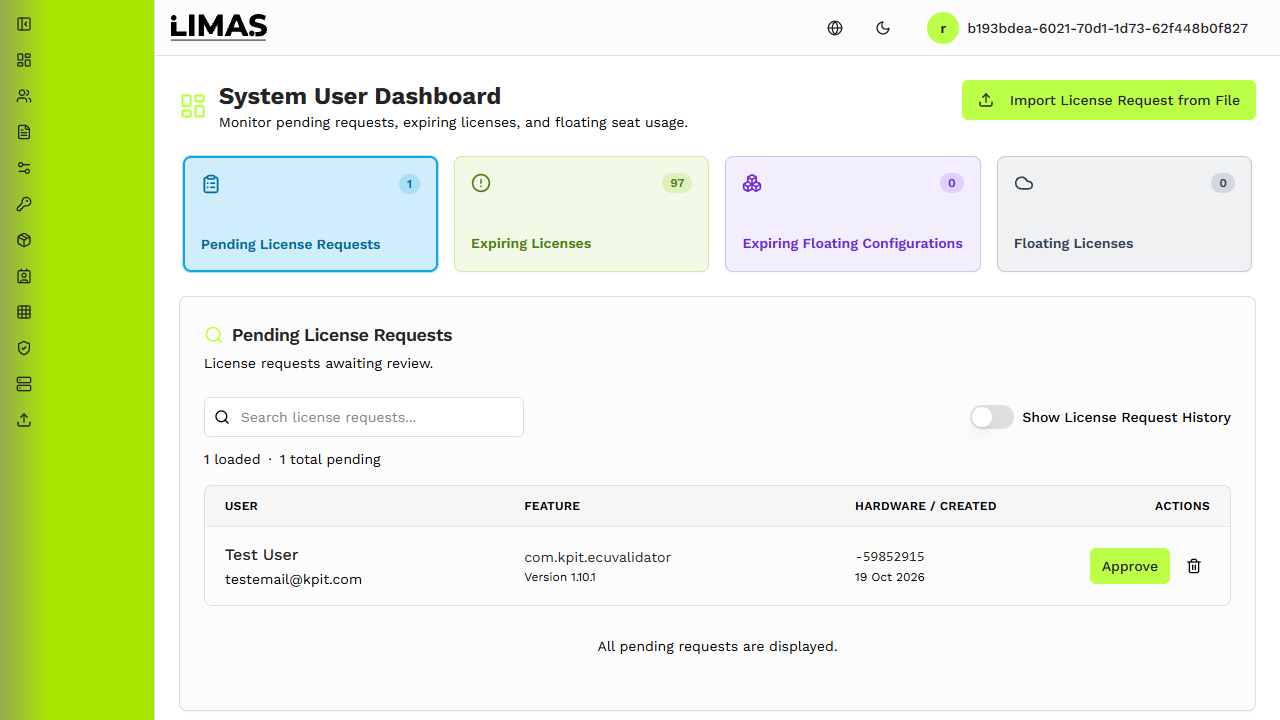 LIMAS
r
b193bdea-6021-70d1-1d73-62f448b0f827
System User Dashboard
Monitor pending requests, expiring licenses, and floating seat usage.
Import License Request from File
1
Pending License Requests
97
Expiring Licenses
0
Expiring Floating Configurations
0
Floating Licenses
Pending License Requests
License requests awaiting review.
Search license requests...
Show License Request History
1 loaded · 1 total pending
USER FEATURE HARDWARE / CREATED ACTIONS
Test User com.kpit.ecuvalidator -59852915 Approve
testemail@kpit.com Version 1.10.1 19 Oct 2026
All pending requests are displayed.